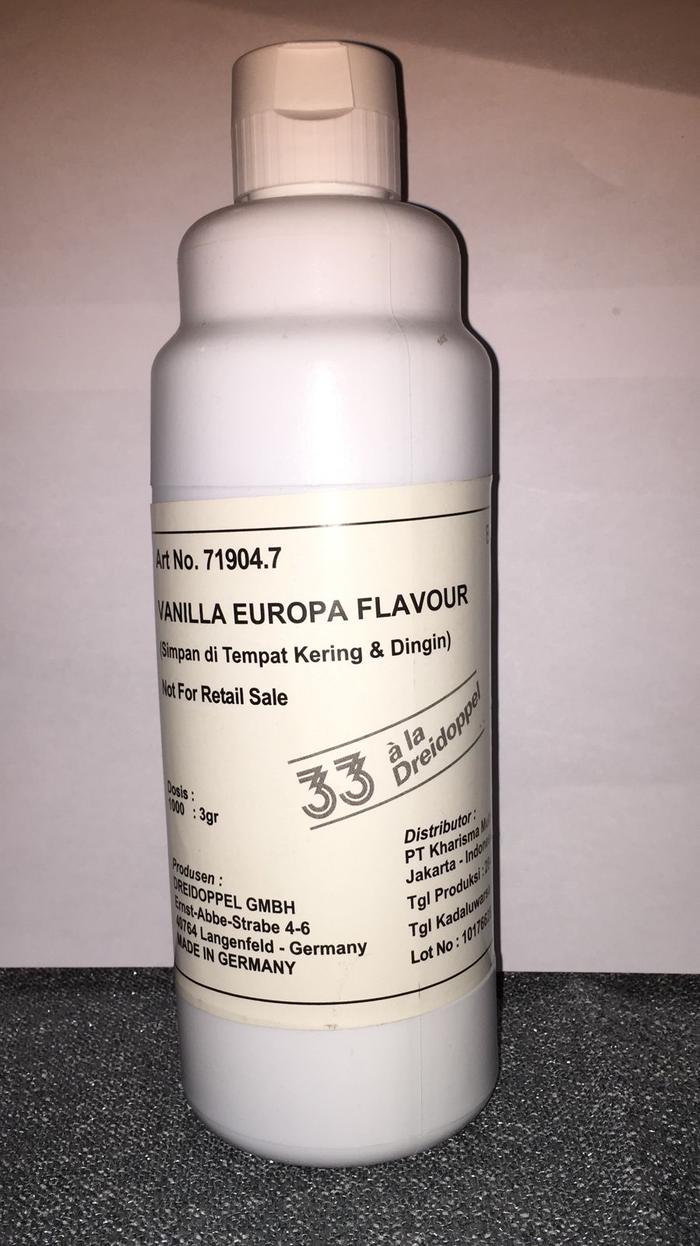 Art No. 71904.7
VANILLA EUROPA FLAVOUR
(Simpan di Tempat Kering & Dingin)
Not For Retail Sale
33 à la
Dreidoppel
Dosis :
1000 : 3gr
Produsen :
DREIDOPPEL GMBH
Ernst-Abbe-Strabe 4-6
40764 Langenfeld - Germany
MADE IN GERMANY
Distributor :
PT Kharisma
Jakarta -
Tgl Produksi :
Tgl
Lot No :